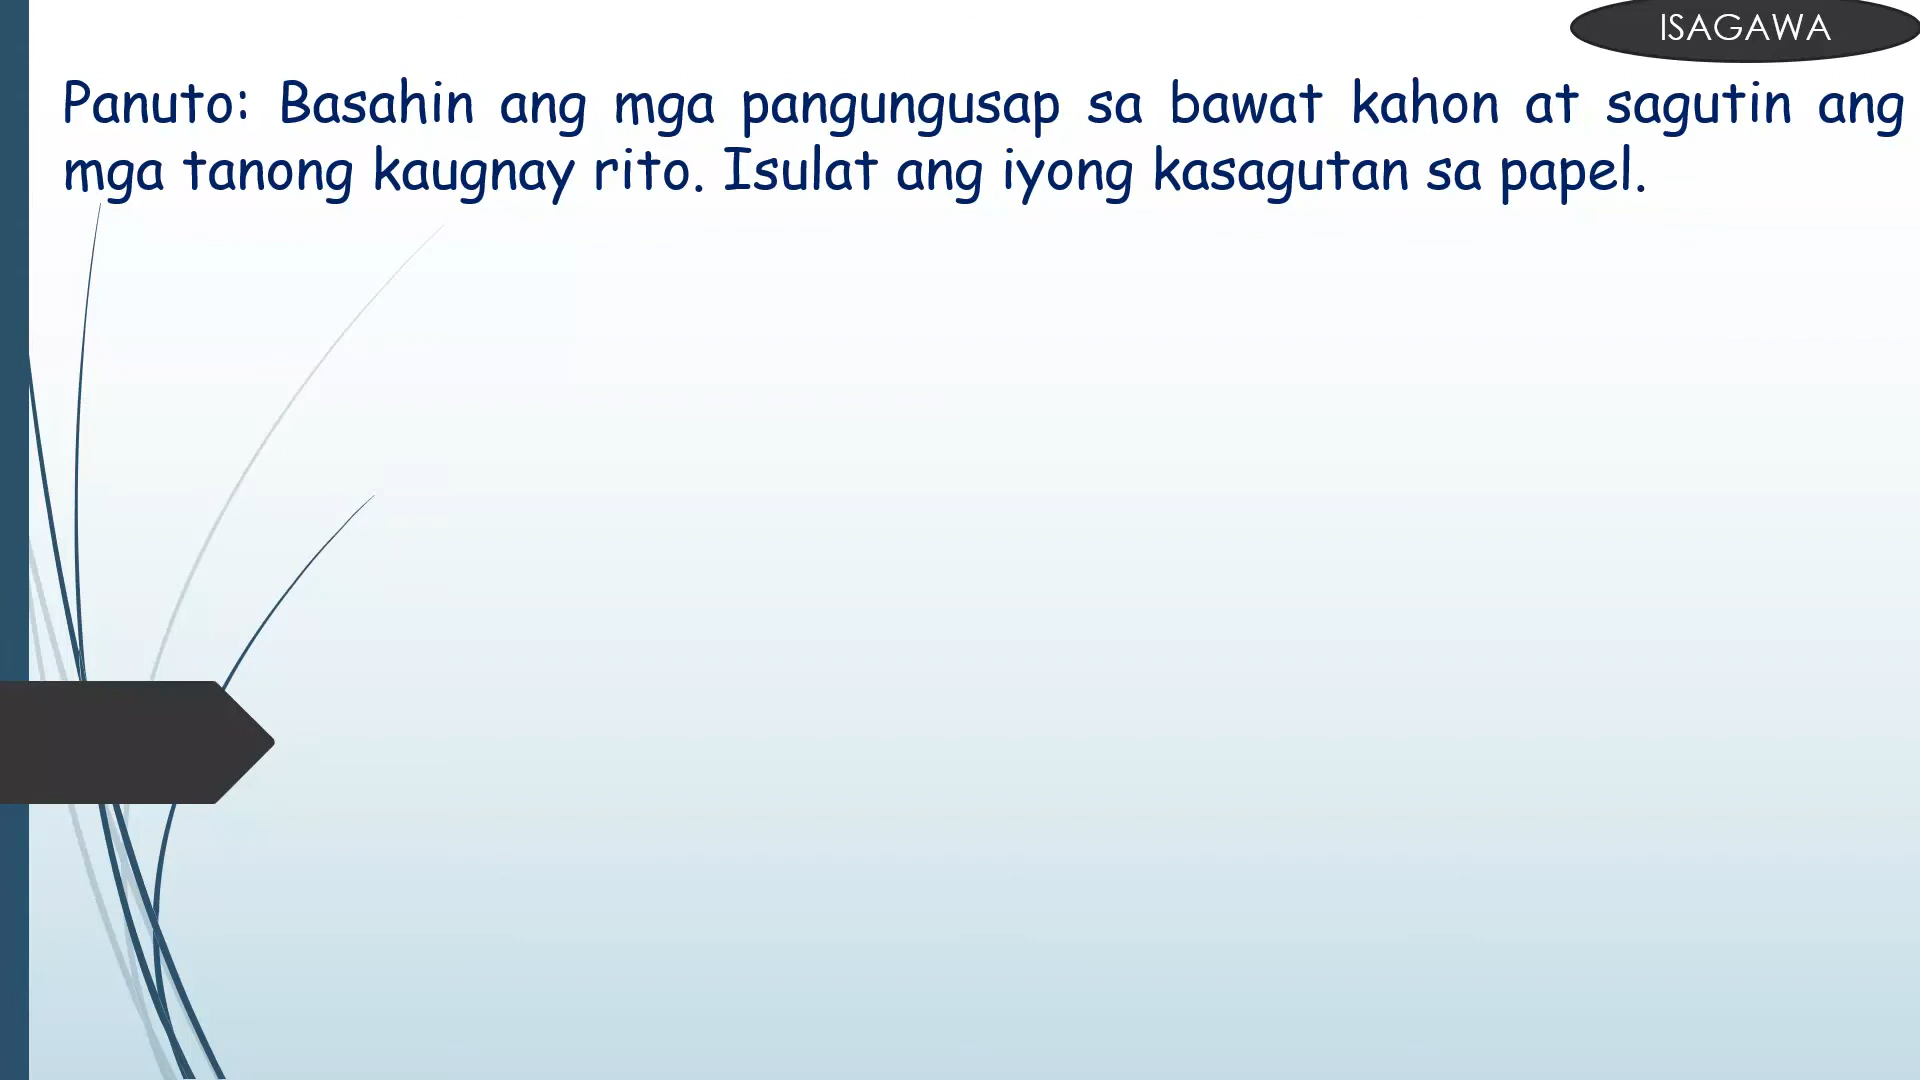 ISAGAWA
Panuto: Basahin ang mga pangungusap sa bawat kahon at sagutin ang
mga tanong kaugnay rito. Isulat ang iyong kasagutan sa papel.